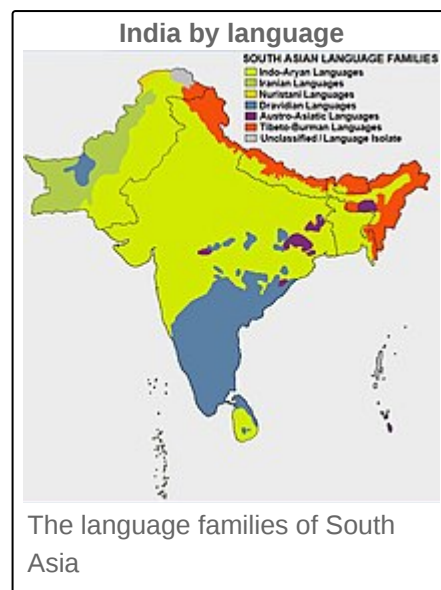 India by language
SOUTH ASIAN LANGUAGE FAMILIES
Indo-Aryan Languages
Iranian Languages
Nuristani Languages
Dravidian Languages
Austro-Asiatic Languages
Tibeto-Burman Languages
Unclassified / Language Isolate
The language families of South
Asia